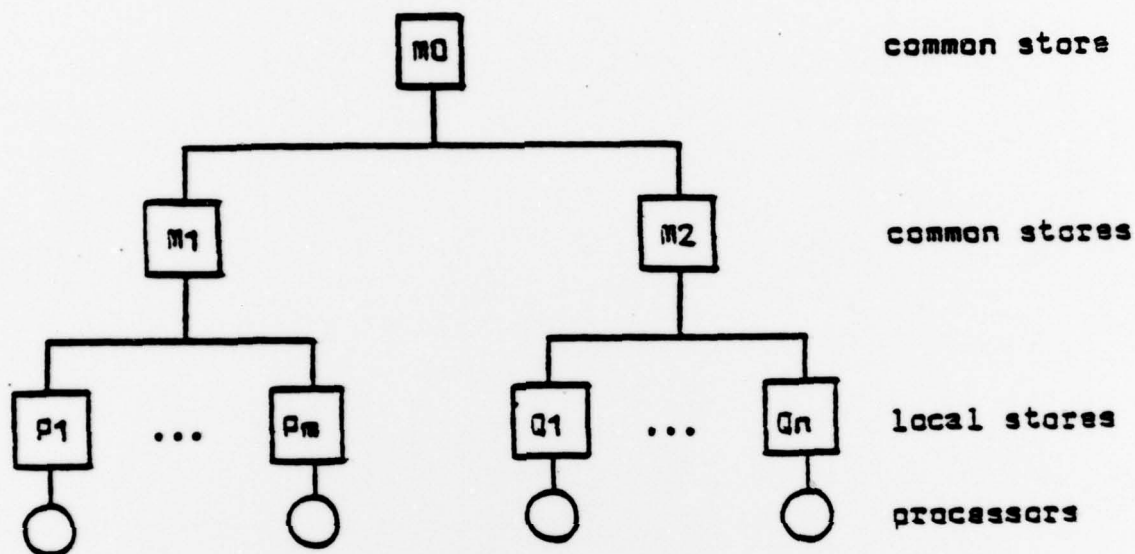 M0 common store
M1 M2 common stores
P1 ... Pm Q1 ... Qn local stores
processors